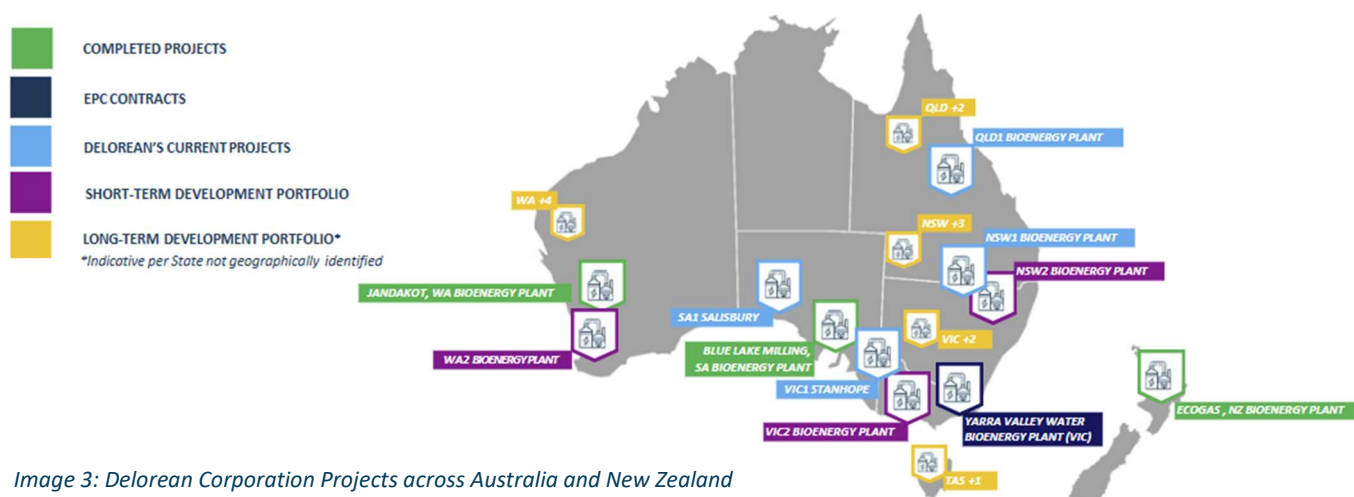 COMPLETED PROJECTS
EPC CONTRACTS
DELOREAN'S CURRENT PROJECTS
SHORT-TERM DEVELOPMENT PORTFOLIO
LONG-TERM DEVELOPMENT PORTFOLIO*
*Indicative per State not geographically identified
QLD +2
QLD1 BIOENERGY PLANT
WA +4
NSW +3
NSW1 BIOENERGY PLANT
NSW2 BIOENERGY PLANT
JANDAKOT, WA BIOENERGY PLANT
SA1 SALISBURY
WA2 BIOENERGY PLANT
BLUE LAKE MILLING,
SA BIOENERGY PLANT
VIC +2
VIC1 STANHOPE
VIC2 BIOENERGY PLANT
YARRA VALLEY WATER
BIOENERGY PLANT (VIC)
ECOGAS , NZ BIOENERGY PLANT
TAS +1
Image 3: Delorean Corporation Projects across Australia and New Zealand